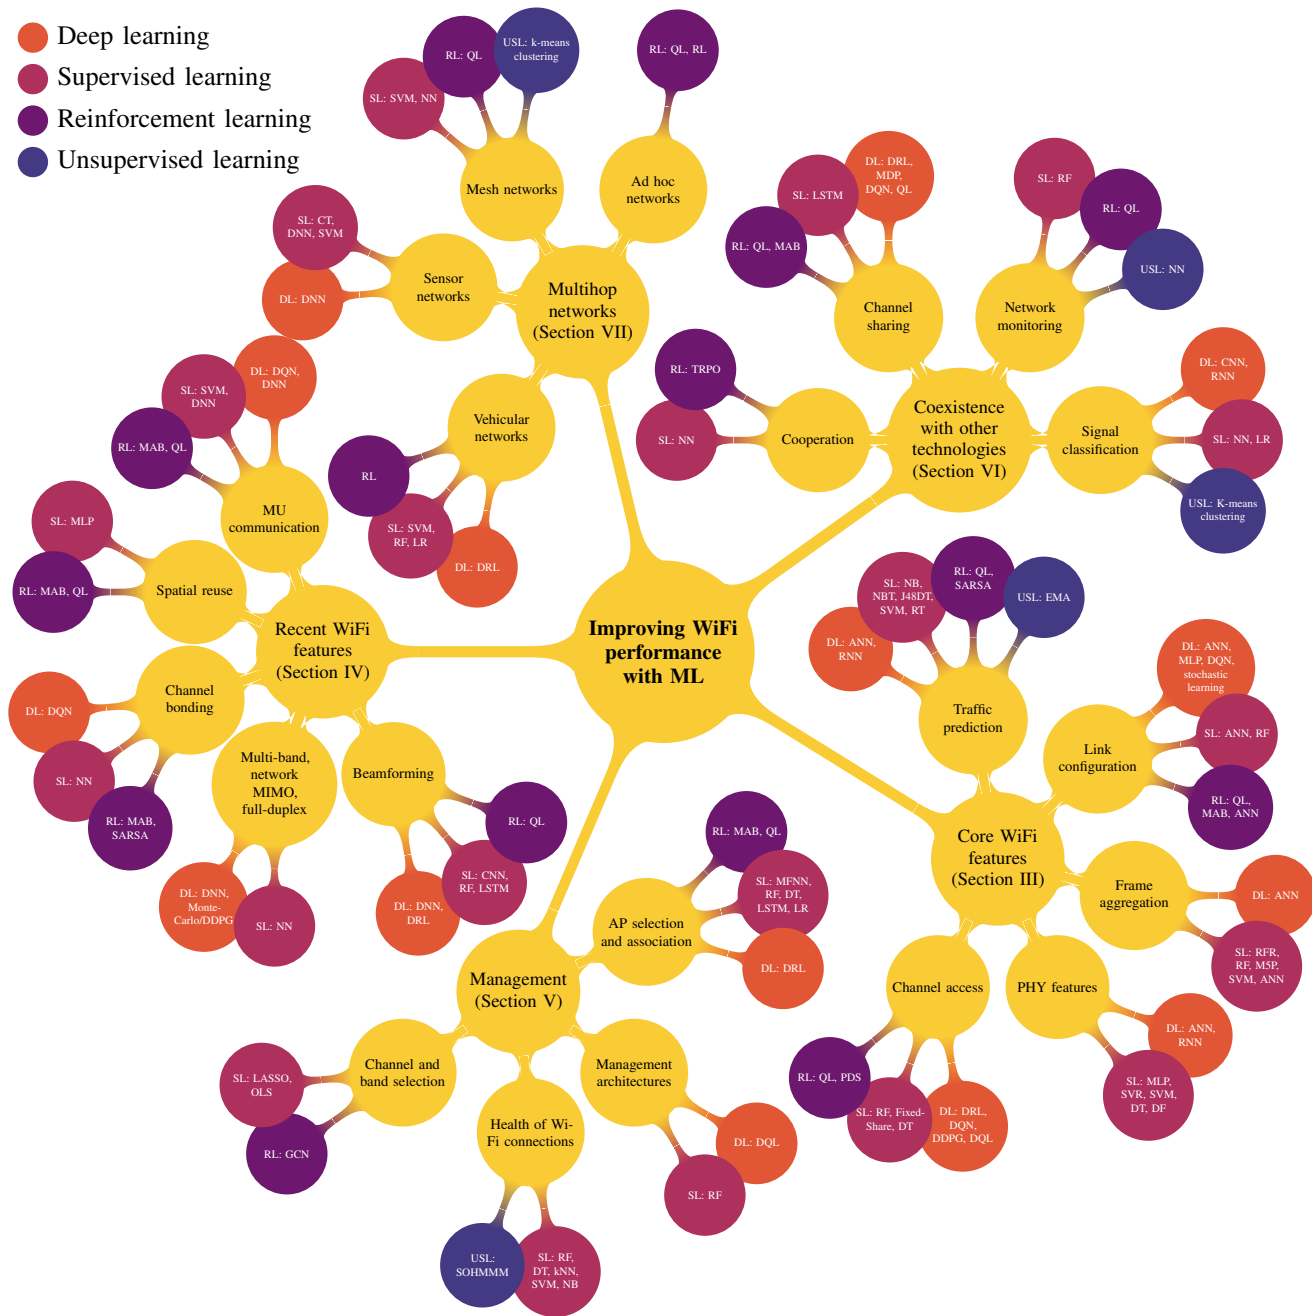 Deep learning
Supervised learning
Reinforcement learning
Unsupervised learning
RL: QL
USL: k-means
clustering
SL: SVM, NN
Mesh networks
RL: QL, RL
Ad hoc
networks
SL: CT,
DNN, SVM
DL: DNN
Sensor
networks
Multihop
networks
(Section VII)
Vehicular
networks
RL
SL: SVM,
RF, LR
DL: DRL
DL: DRL,
MDP,
DQN, QL
SL: LSTM
RL: QL, MAB
Channel
sharing
SL: RF
RL: QL
USL: NN
Network
monitoring
RL: TRPO
SL: NN
Cooperation
Coexistence
with other
technologies
(Section VI)
Signal
classification
DL: CNN,
RNN
SL: NN, LR
USL: K-means
clustering
DL: DQN,
DNN
SL: SVM,
DNN
RL: MAB, QL
MU
communication
SL: MLP
RL: MAB, QL
Spatial reuse
Recent WiFi
features
(Section IV)
Channel
bonding
DL: DQN
SL: NN
RL: MAB,
SARSA
Multi-band,
network
MIMO,
full-duplex
DL: DNN,
Monte-
Carlo/DDPG
SL: NN
Beamforming
RL: QL
SL: CNN,
RF, LSTM
DL: DNN,
DRL
Improving WiFi
performance
with ML
SL: NB,
NBT, J48DT,
SVM, RT
RL: QL,
SARSA
USL: EMA
DL: ANN,
RNN
Traffic
prediction
DL: ANN,
MLP, DQN,
stochastic
learning
SL: ANN, RF
RL: QL,
MAB, ANN
Link
configuration
Core WiFi
features
(Section III)
Frame
aggregation
DL: ANN
SL: RFR,
RF, M5P,
SVM, ANN
PHY features
DL: ANN,
RNN
SL: MLP,
SVR, SVM,
DT, DF
Channel access
RL: QL, PDS
SL: RF, Fixed-
Share, DT
DL: DRL,
DQN,
DDPG, DQL
RL: MAB, QL
SL: MFNN,
RF, DT,
LSTM, LR
DL: DRL
AP selection
and association
Management
(Section V)
Channel and
band selection
SL: LASSO,
OLS
RL: GCN
Health of Wi-
Fi connections
USL:
SOHMMM
SL: RF,
DT, kNN,
SVM, NB
Management
architectures
DL: DQL
SL: RF